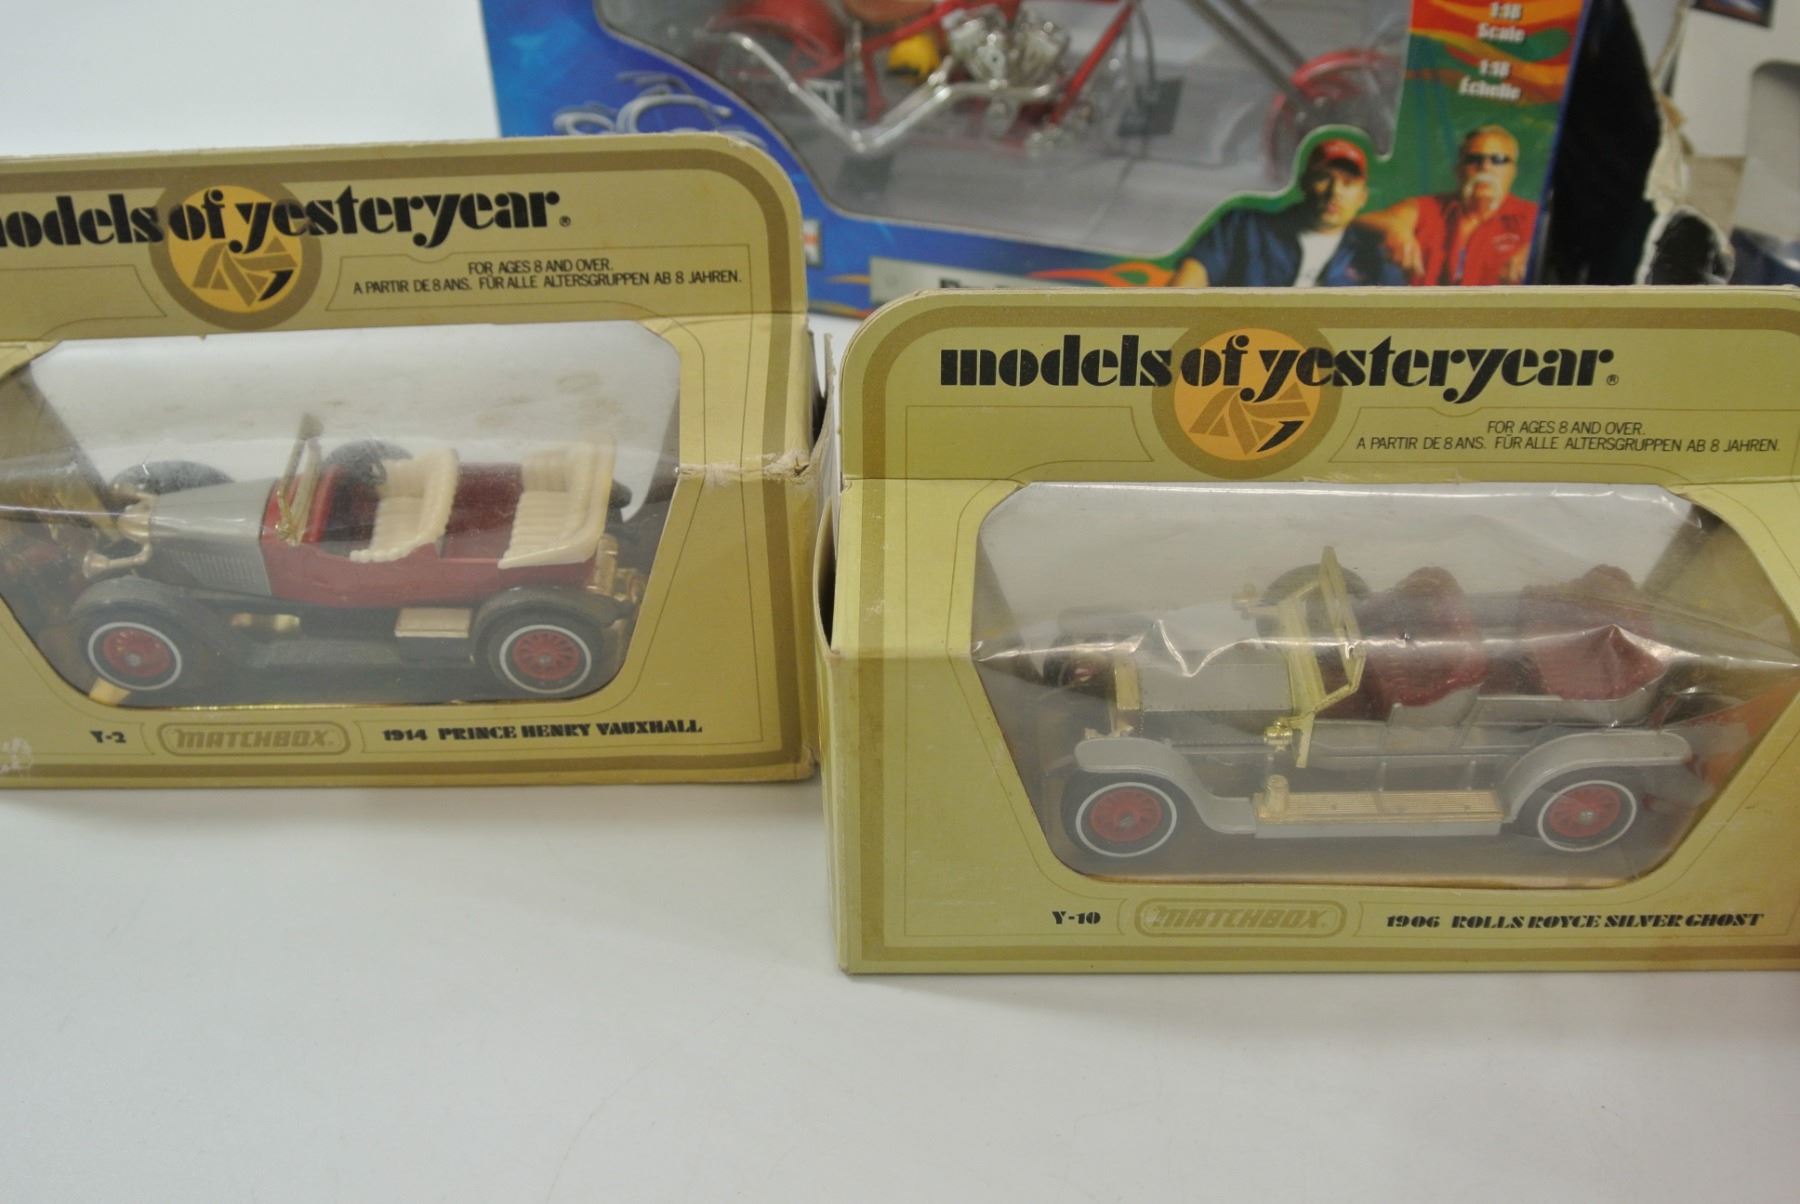 1:18
Scale
1:18
Échelle
models of yesteryear®
FOR AGES 8 AND OVER.
A PARTIR DE 8 ANS. FÜR ALLE ALTERSGRUPPEN AB 8 JAHREN.
Y-2 MATCHBOX® 1914 PRINCE HENRY VAUXHALL
models of yesteryear®
FOR AGES 8 AND OVER.
A PARTIR DE 8 ANS. FÜR ALLE ALTERSGRUPPEN AB 8 JAHREN.
Y-10 MATCHBOX® 1906 ROLLS ROYCE SILVER GHOST